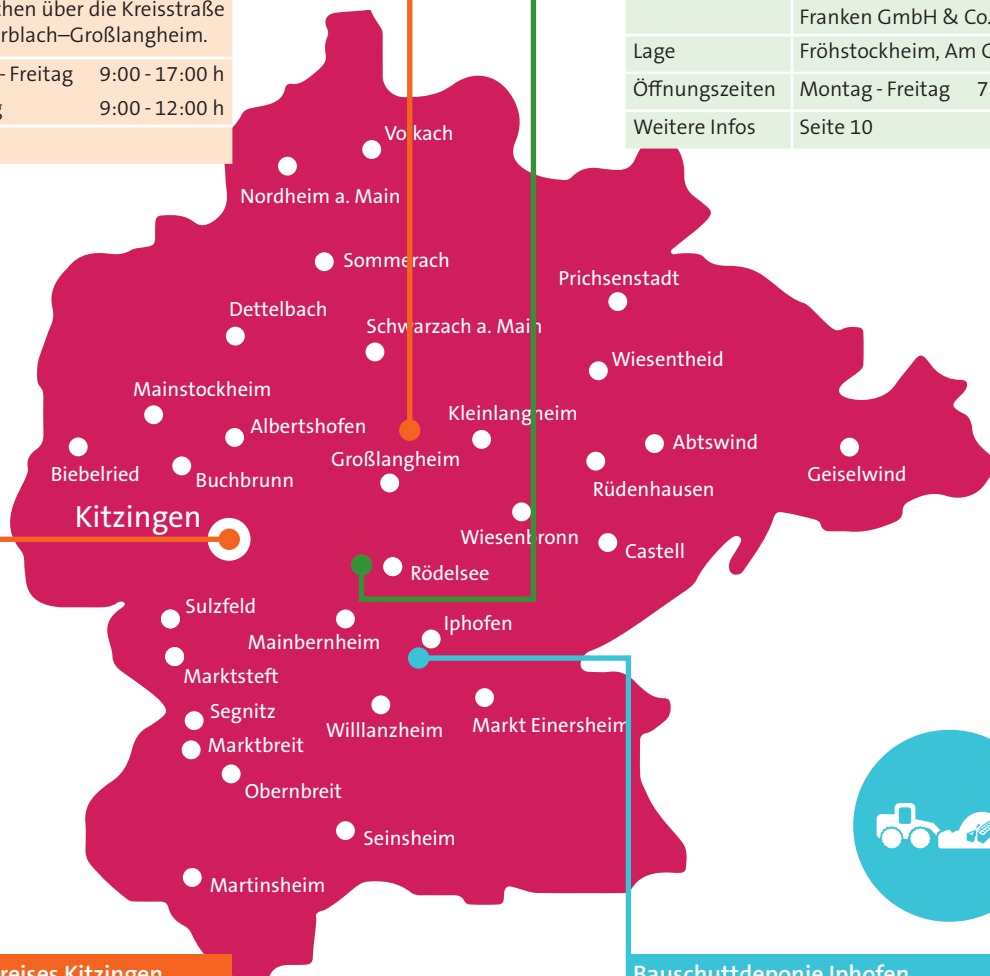 chen über die Kreisstraße
rblach–Großlangheim.
- Freitag 9:00 - 17:00 h
g 9:00 - 12:00 h
Franken GmbH & Co.
Lage Fröhstockheim, Am G
Öffnungszeiten Montag - Freitag 7
Weitere Infos Seite 10
Volkach
Nordheim a. Main
Sommerach
Prichsenstadt
Dettelbach
Schwarzach a. Main
Wiesentheid
Mainstockheim
Kleinlangheim
Albertshofen
Abtswind
Großlangheim
Biebelried
Buchbrunn
Geiselwind
Rüdenhausen
Kitzingen
Wiesenbronn
Castell
Rödelsee
Sulzfeld
Iphofen
Mainbernheim
Marktsteft
Segnitz
Willlanzheim
Markt Einersheim
Marktbreit
Obernbreit
Seinsheim
Martinsheim
reises Kitzingen
Bauschuttdeponie Iphofen